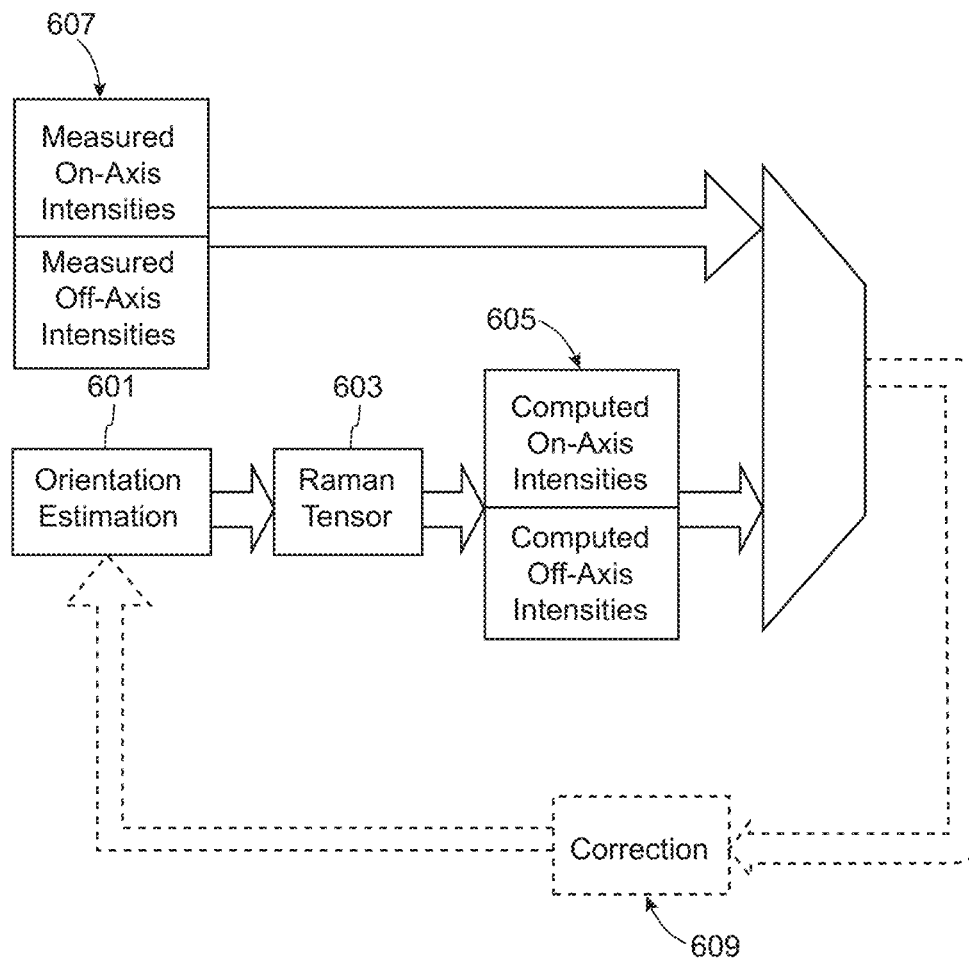 607
Measured
On-Axis
Intensities
Measured
Off-Axis
Intensities
605
601
603
Computed
On-Axis
Intensities
Orientation
Estimation
Raman
Tensor
Computed
Off-Axis
Intensities
Correction
609